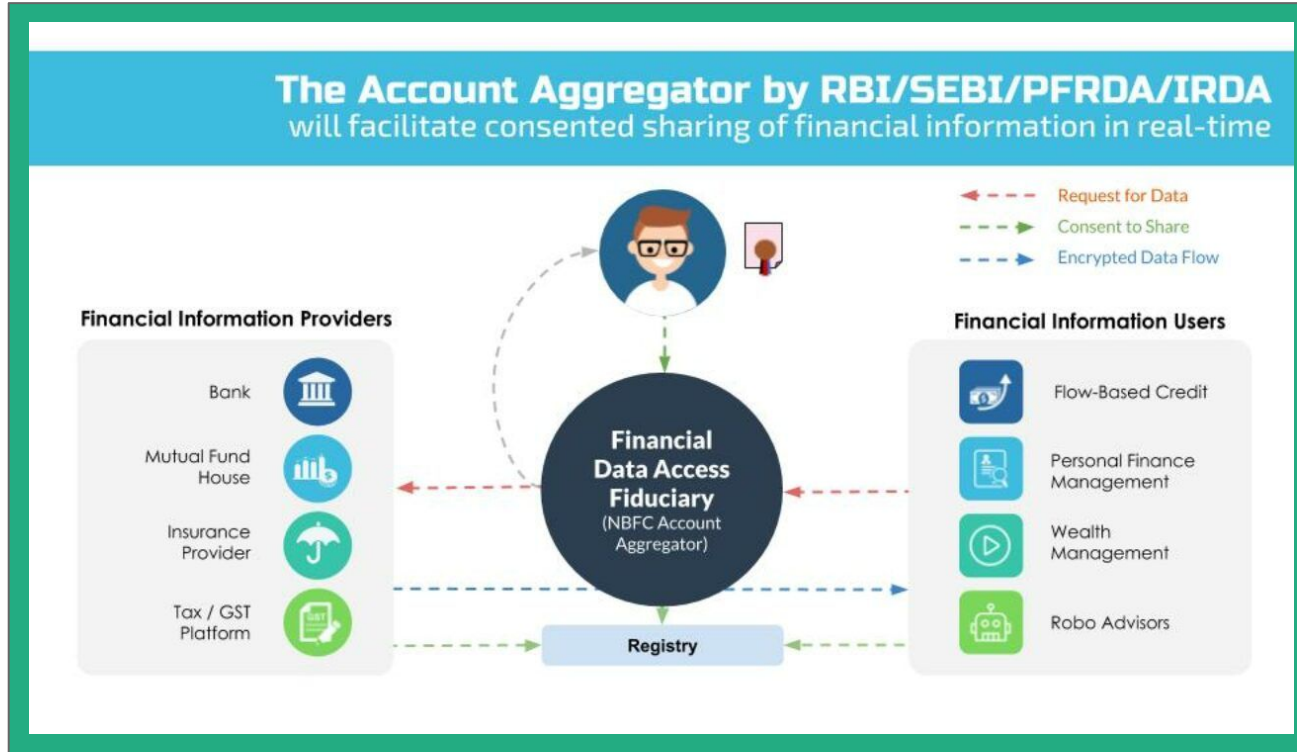 The Account Aggregator by RBI/SEBI/PFRDA/IRDA
will facilitate consented sharing of financial information in real-time
Request for Data
Consent to Share
Encrypted Data Flow
Financial Information Providers
Bank
Mutual Fund
House
Insurance
Provider
Tax / GST
Platform
GST
Financial
Data Access
Fiduciary
(NBFC Account
Aggregator)
Registry
Financial Information Users
Flow-Based Credit
Personal Finance
Management
Wealth
Management
Robo Advisors